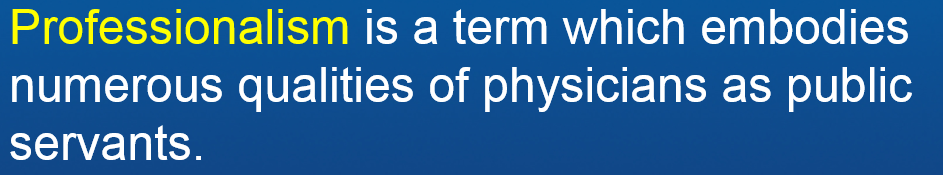 Professionalism is a term which embodies
numerous qualities of physicians as public
servants.